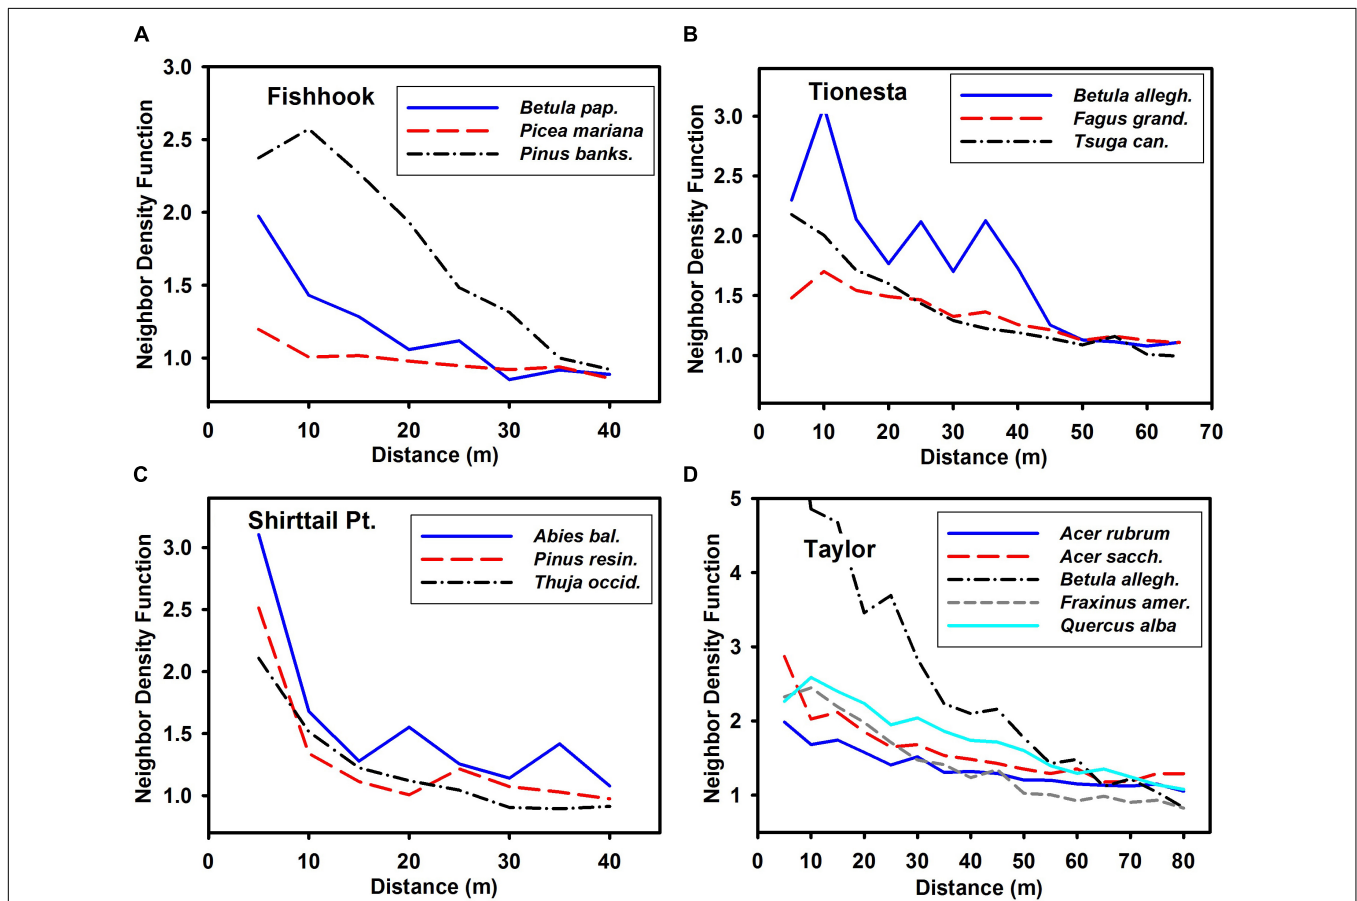 A
Fishhook
Betula pap.
Picea mariana
Pinus banks.
Neighbor Density Function
3.0
2.5
2.0
1.5
1.0
0 10 20 30 40
Distance (m)
B
Tionesta
Betula allegh.
Fagus grand.
Tsuga can.
Neighbor Density Function
3.0
2.5
2.0
1.5
1.0
0 10 20 30 40 50 60 70
Distance (m)
C
Shirttail Pt.
Abies bal.
Pinus resin.
Thuja occid.
Neighbor Density Function
3.0
2.5
2.0
1.5
1.0
0 10 20 30 40
Distance (m)
D
Taylor
Acer rubrum
Acer sacch.
Betula allegh.
Fraxinus amer.
Quercus alba
Neighbor Density Function
5
4
3
2
1
0 10 20 30 40 50 60 70 80
Distance (m)